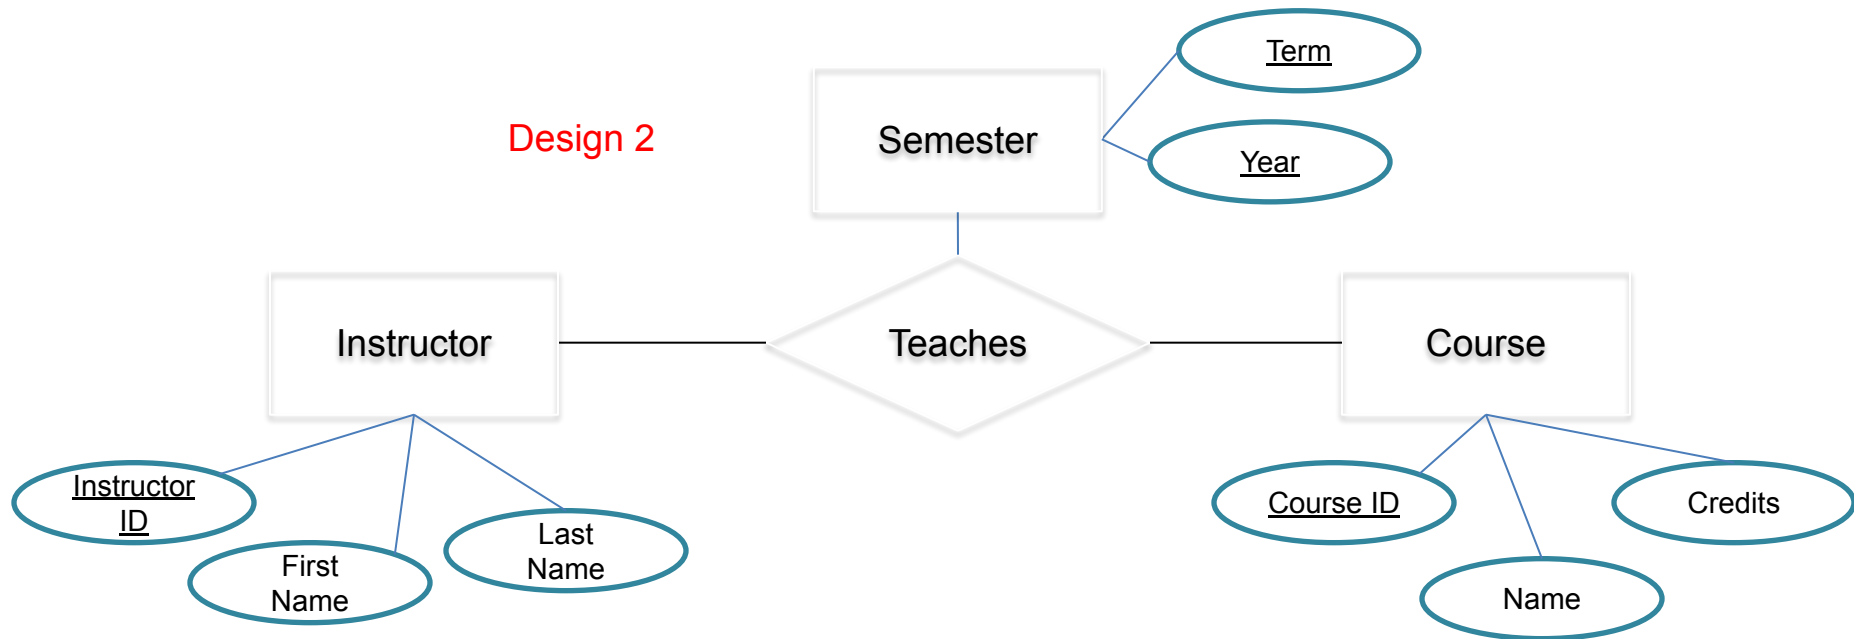 Term
Design 2
Semester
Year
Instructor
Teaches
Course
Instructor
ID
First
Name
Last
Name
Course ID
Name
Credits